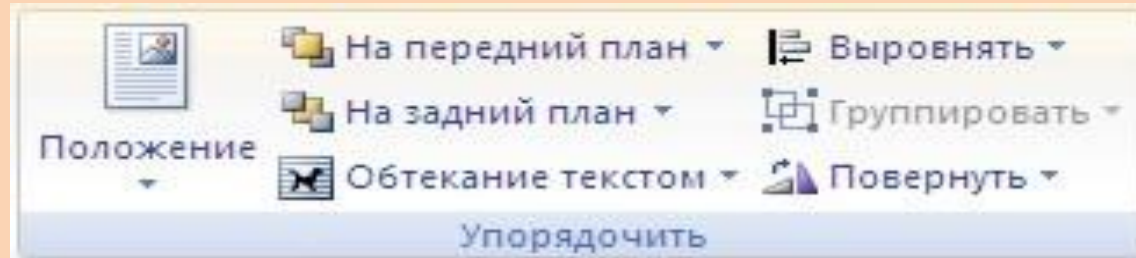 Положение
На передний план
На задний план
Обтекание текстом
Выровнять
Группировать
Повернуть
Упорядочить